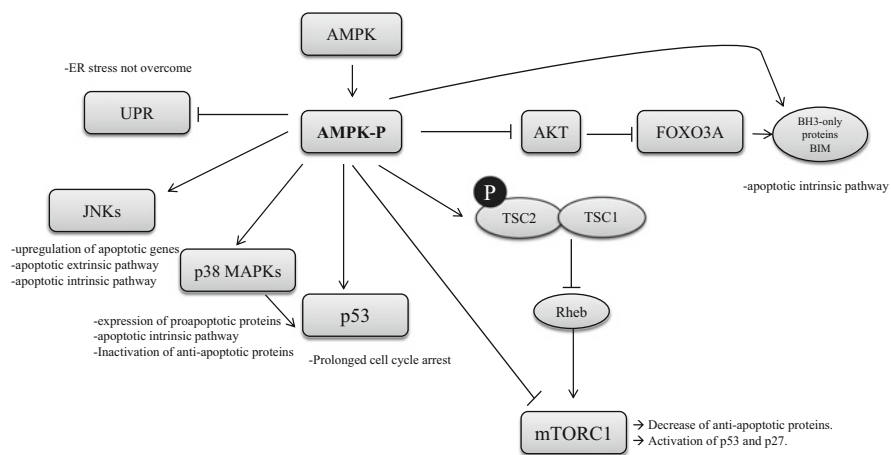 AMPK
-ER stress not overcome
UPR
AMPK-P
AKT
FOXO3A
BH3-only
proteins
BIM
-apoptotic intrinsic pathway
P
TSC2
TSC1
JNKs
-upregulation of apoptotic genes
-apoptotic extrinsic pathway
-apoptotic intrinsic pathway
p38 MAPKs
Rheb
p53
-expression of proapoptotic proteins
-apoptotic intrinsic pathway
-Inactivation of anti-apoptotic proteins
-Prolonged cell cycle arrest
mTORC1
→ Decrease of anti-apoptotic proteins.
→ Activation of p53 and p27.